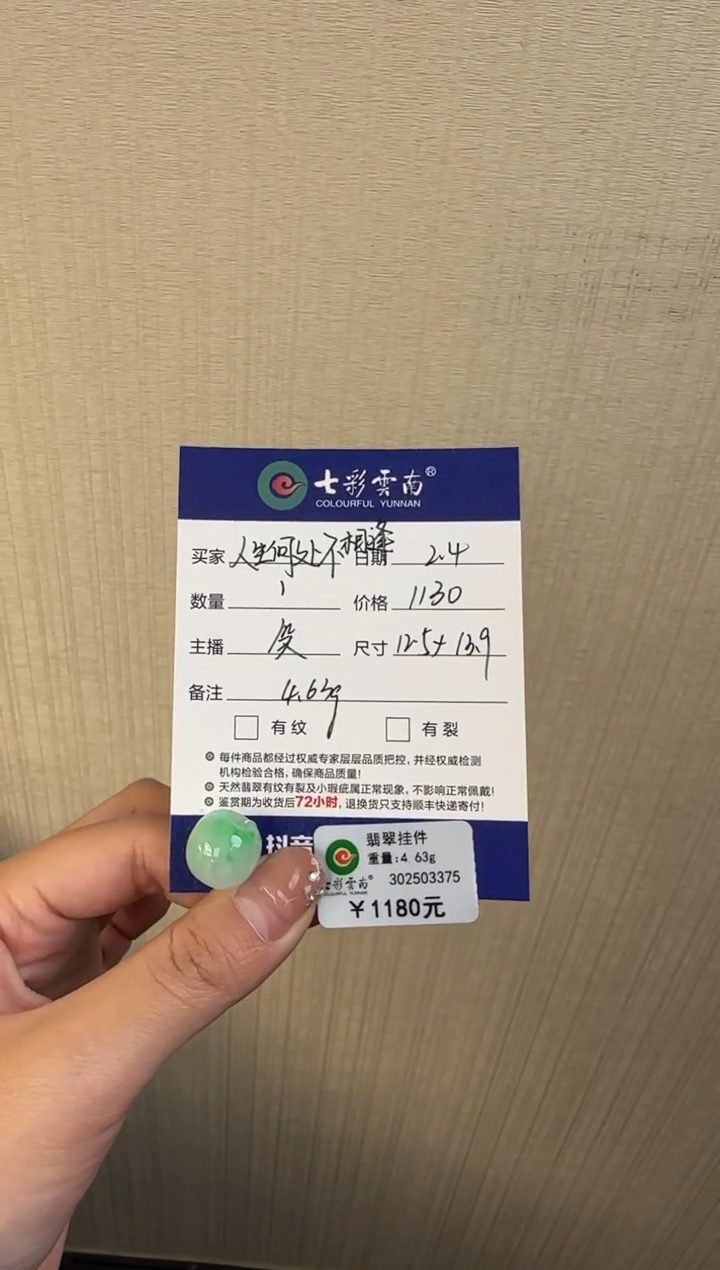 七彩雲南®
COLOURFUL YUNNAN
买家 人生何处不相逢 日期 2.4
数量 1 价格 1130
主播 殷 尺寸 12.5+13.9
备注 4.63g
有纹 有裂
每件商品都经过权威专家层层品质把控，并经权威检测
机构检验合格，确保商品质量！
天然翡翠有纹有裂及小瑕疵属正常现象，不影响正常佩戴！
鉴赏期为收货后72小时，退换货只支持顺丰快递寄付！
抖音
翡翠挂件
重量:4.63g
七彩雲南® 302503375
COLOURFUL YUNNAN
￥1180元